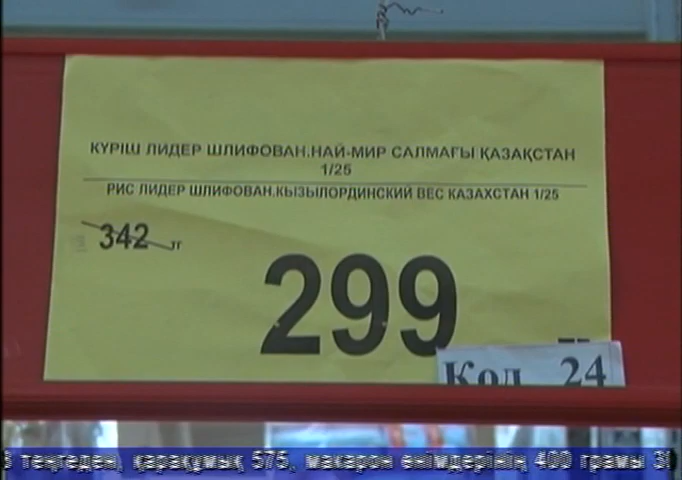 КҮРІШ ЛИДЕР ШЛИФОВАН.НАЙ-МИР САЛМАҒЫ ҚАЗАҚСТАН
1/25
РИС ЛИДЕР ШЛИФОВАН.КЫЗЫЛОРДИНСКИЙ ВЕС КАЗАХСТАН 1/25
342 тг
299
Код 24
теңгеден, қарақұмық 575, макарон өнімдерінің 400 грамы